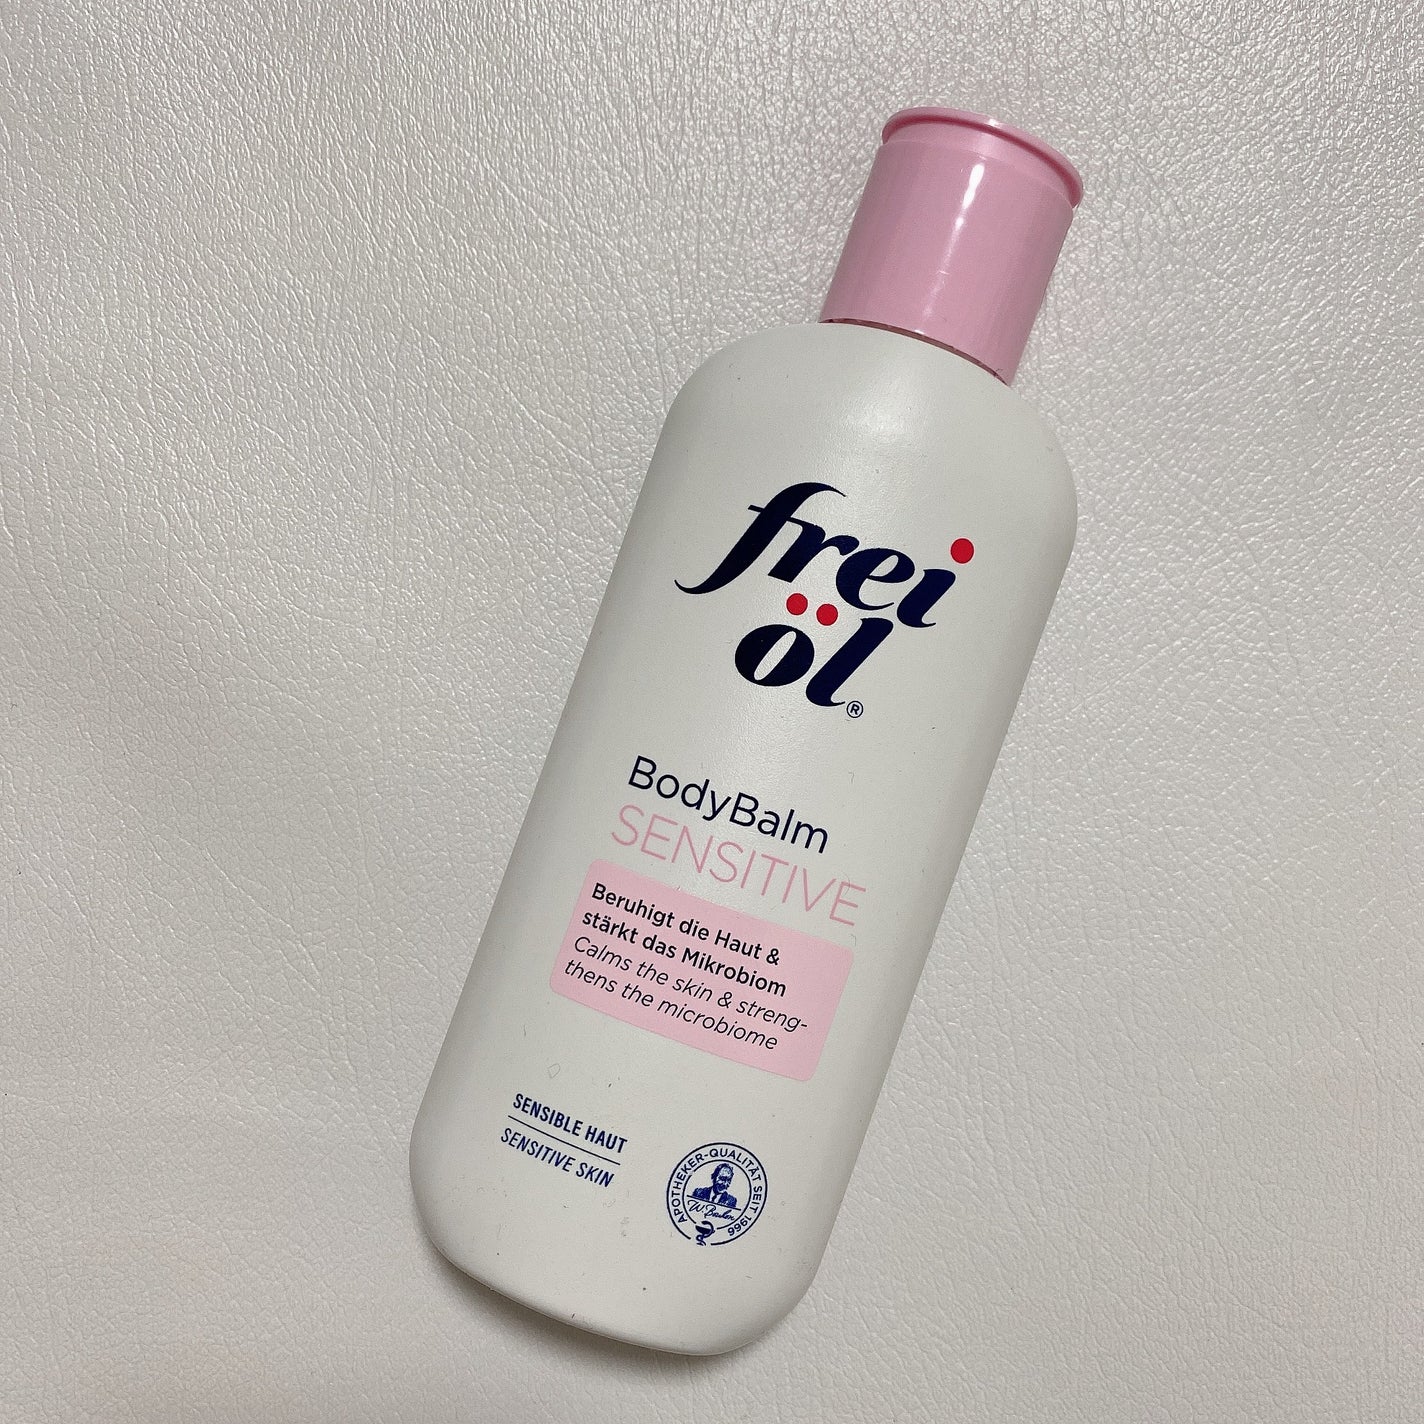 frei
öl®
BodyBalm
SENSITIVE
Beruhigt die Haut &
stärkt das Mikrobiom
Calms the skin & streng-
thens the microbiome
SENSIBLE HAUT
SENSITIVE SKIN
APOTHEKER-QUALITÄT SEIT 1966